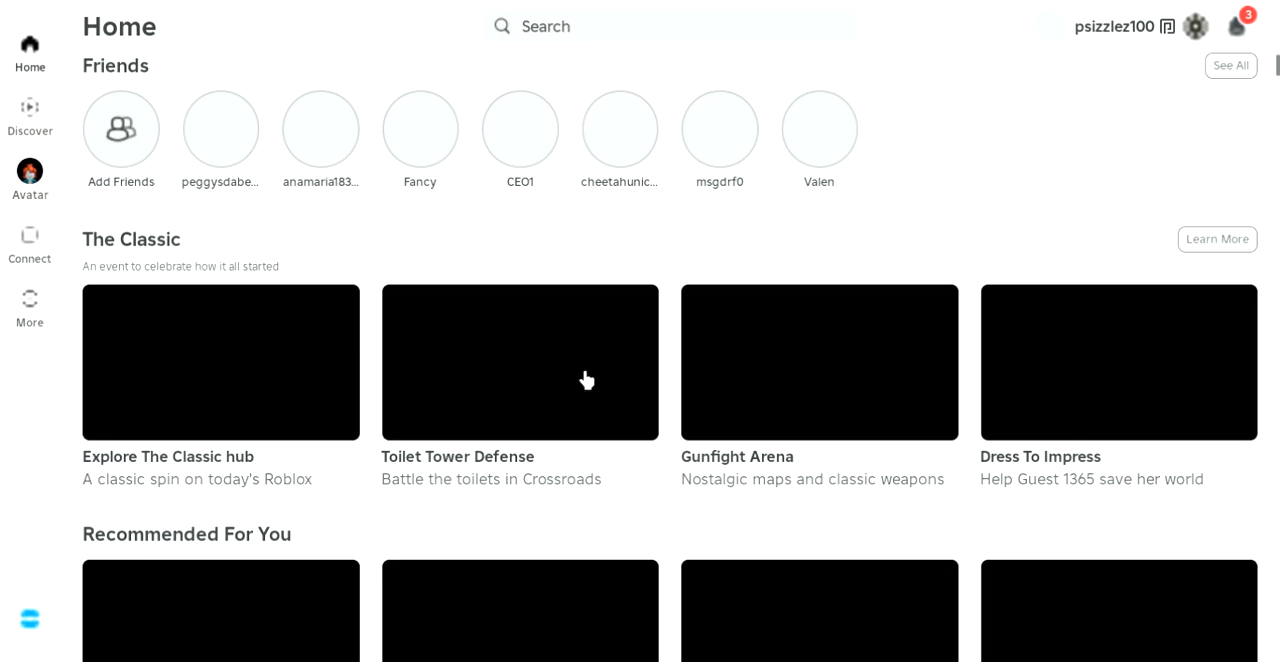 Home
Search
psizzlez100
3
Home
Friends
See All
Discover
Add Friends
peggysdabe...
anamaria183...
Fancy
CEO1
cheetahunic...
msgdrf0
Valen
Avatar
The Classic
Learn More
Connect
An event to celebrate how it all started
More
Explore The Classic hub
Toilet Tower Defense
Gunfight Arena
Dress To Impress
A classic spin on today's Roblox
Battle the toilets in Crossroads
Nostalgic maps and classic weapons
Help Guest 1365 save her world
Recommended For You